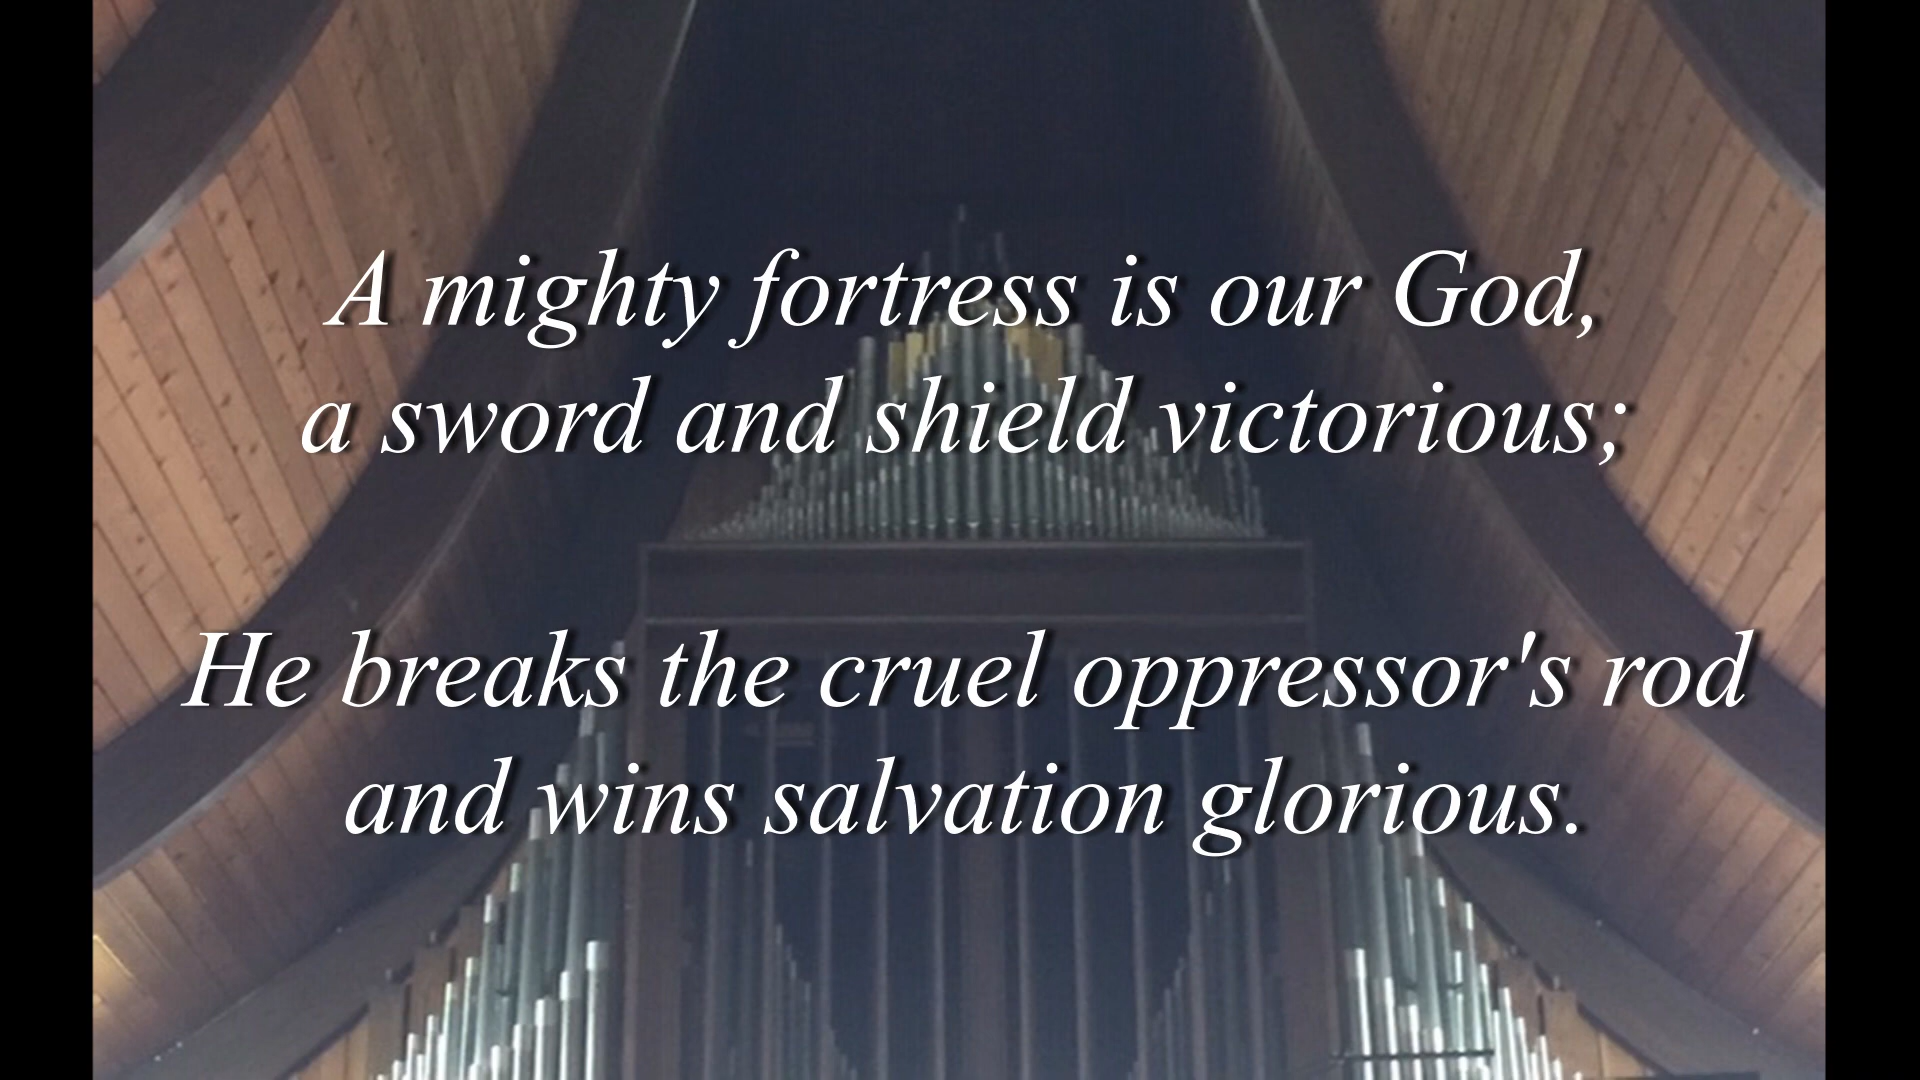 A mighty fortress is our God,
a sword and shield victorious;
He breaks the cruel oppressor's rod
and wins salvation glorious.